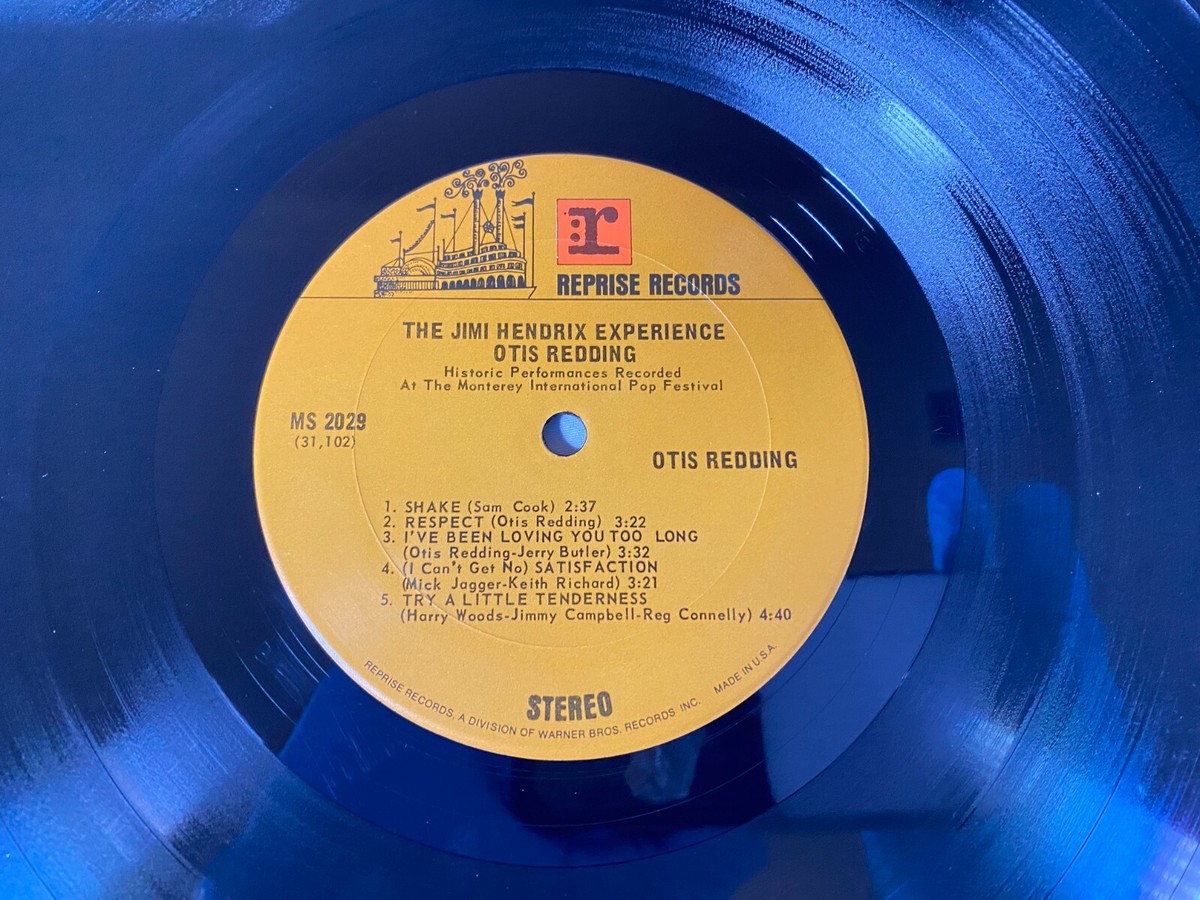 r
REPRISE RECORDS
THE JIMI HENDRIX EXPERIENCE
OTIS REDDING
Historic Performances Recorded
At The Monterey International Pop Festival
MS 2029
(31,102)
OTIS REDDING
1. SHAKE (Sam Cook) 2:37
2. RESPECT (Otis Redding) 3:22
3. I'VE BEEN LOVING YOU TOO LONG
(Otis Redding-Jerry Butler) 3:32
4. (I Can't Get No) SATISFACTION
(Mick Jagger-Keith Richard) 3:21
5. TRY A LITTLE TENDERNESS
(Harry Woods-Jimmy Campbell-Reg Connelly) 4:40
STEREO
REPRISE RECORDS, A DIVISION OF WARNER BROS. RECORDS INC. MADE IN U.S.A.